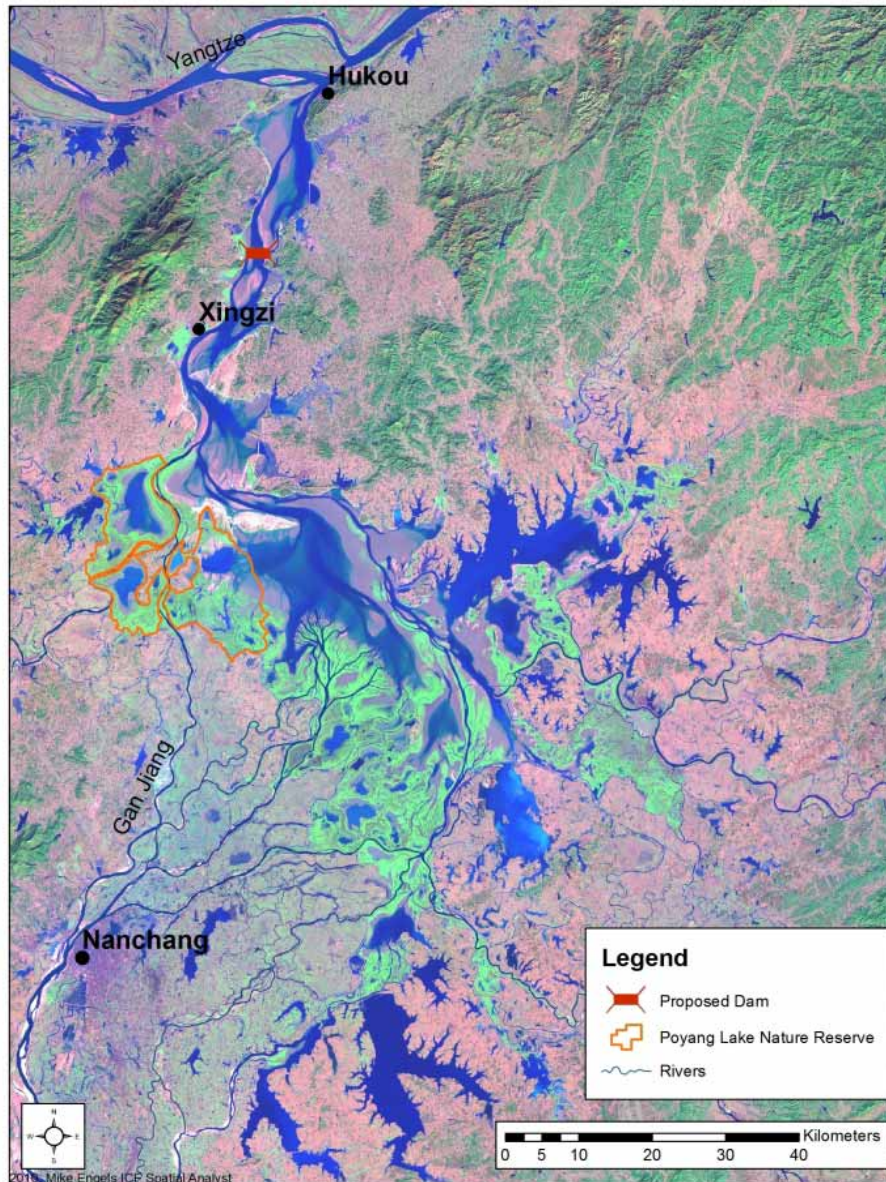 Yangtze
Hukou
Xingzi
Gan Jiang
Nanchang
Legend
Proposed Dam
Poyang Lake Nature Reserve
Rivers
N
W E
S
Kilometers
0 5 10 20 30 40
Mike Engels ICF Spatial Analyst